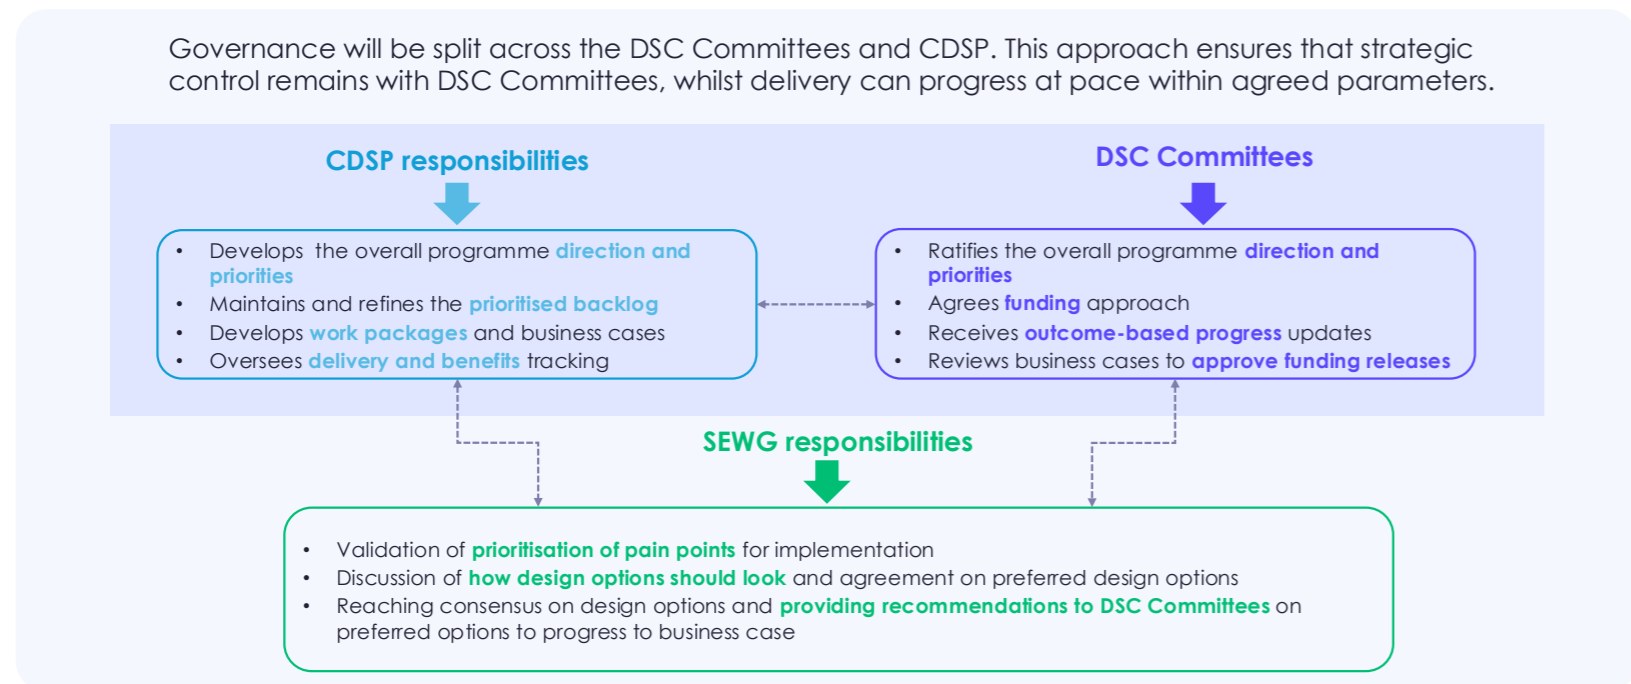 Governance will be split across the DSC Committees and CDSP. This approach ensures that strategic
control remains with DSC Committees, whilst delivery can progress at pace within agreed parameters.
CDSP responsibilities
• Develops the overall programme direction and
priorities
• Maintains and refines the prioritised backlog
• Develops work packages and business cases
• Oversees delivery and benefits tracking
DSC Committees
• Ratifies the overall programme direction and
priorities
• Agrees funding approach
• Receives outcome-based progress updates
• Reviews business cases to approve funding releases
SEWG responsibilities
• Validation of prioritisation of pain points for implementation
• Discussion of how design options should look and agreement on preferred design options
• Reaching consensus on design options and providing recommendations to DSC Committees on
preferred options to progress to business case